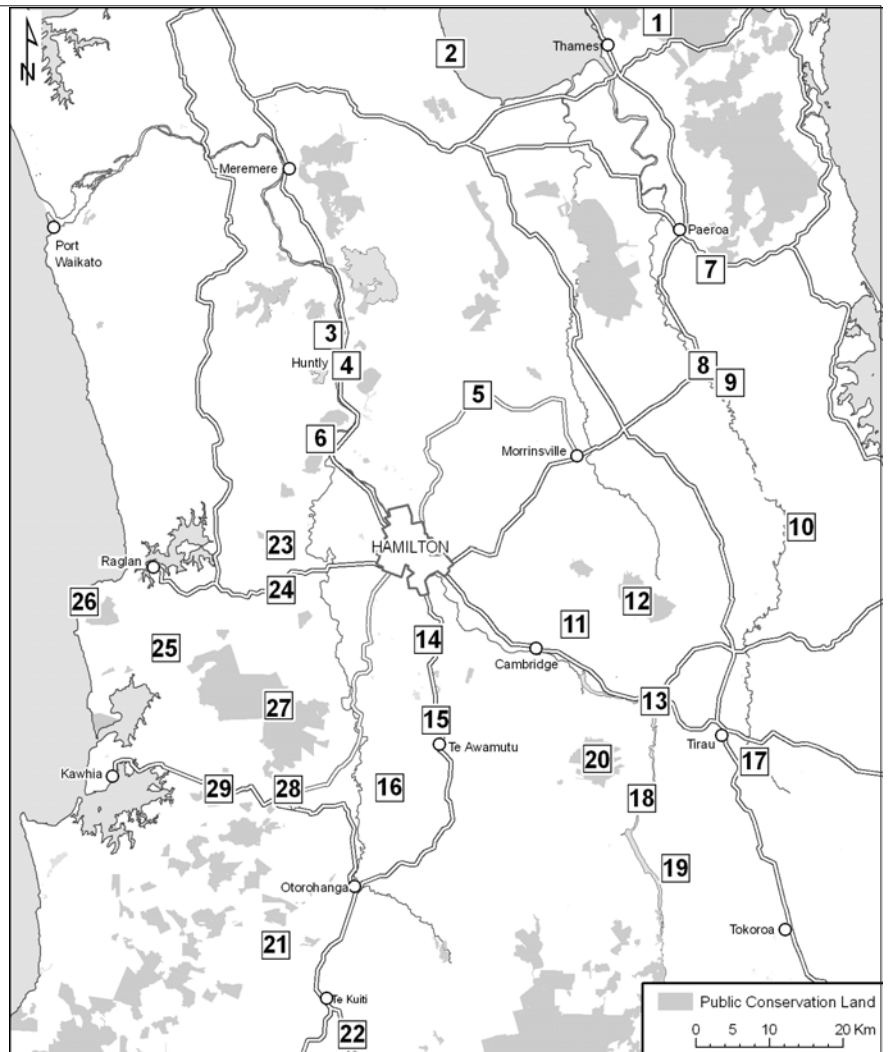 N
1
2
Thames
Meremere
Port
Waikato
Paeroa
7
3
Huntly
4
8
9
5
6
Morrinsville
10
23
HAMILTON
Raglan
24
26
12
11
25
14
Cambridge
27
13
15
Te Awamutu
Tirau
20
17
Kawhia
29
28
16
18
19
Otorohanga
21
Tokoroa
Te Kuiti
22
Public Conservation Land
0 5 10 20 Km